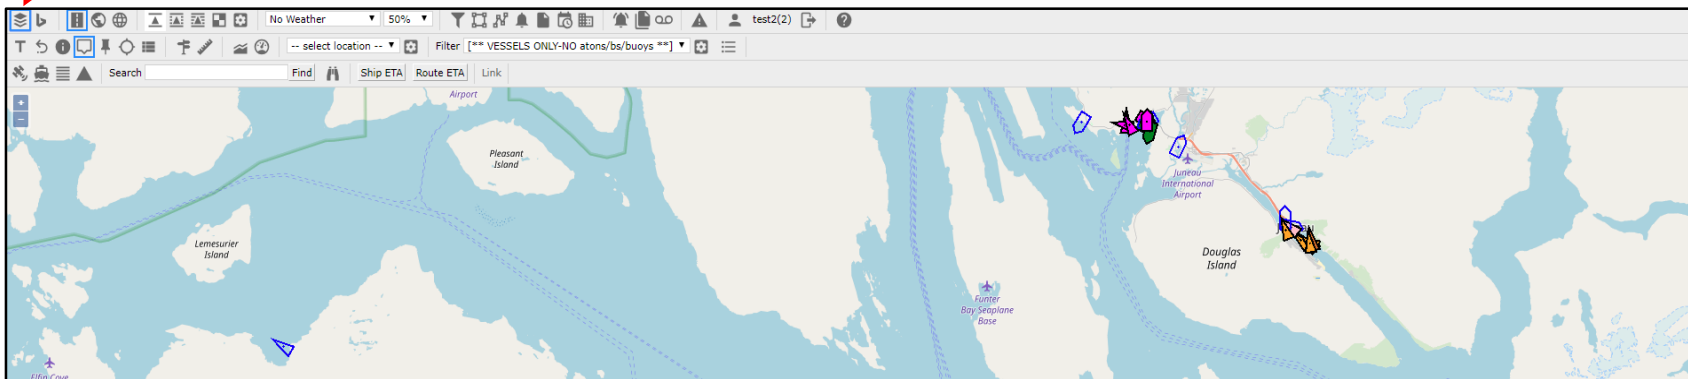 No Weather 50% test2(2)
-- select location -- Filter [** VESSELS ONLY-NO atons/bs/buoys **]
Search Find Ship ETA Route ETA Link
Airport
Pleasant
Island
Juneau
International
Airport
Lemesurier
Island
Douglas
Island
Funter
Bay Seaplane
Base
Elfin Cove